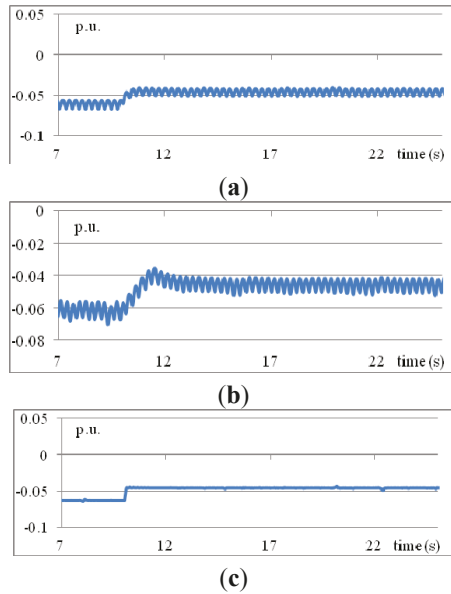 0.05
p.u.
0
-0.05
-0.1
7 12 17 22 time (s)
(a)
0
p.u.
-0.02
-0.04
-0.06
-0.08
7 12 17 22 time (s)
(b)
0.05
p.u.
0
-0.05
-0.1
7 12 17 22 time (s)
(c)